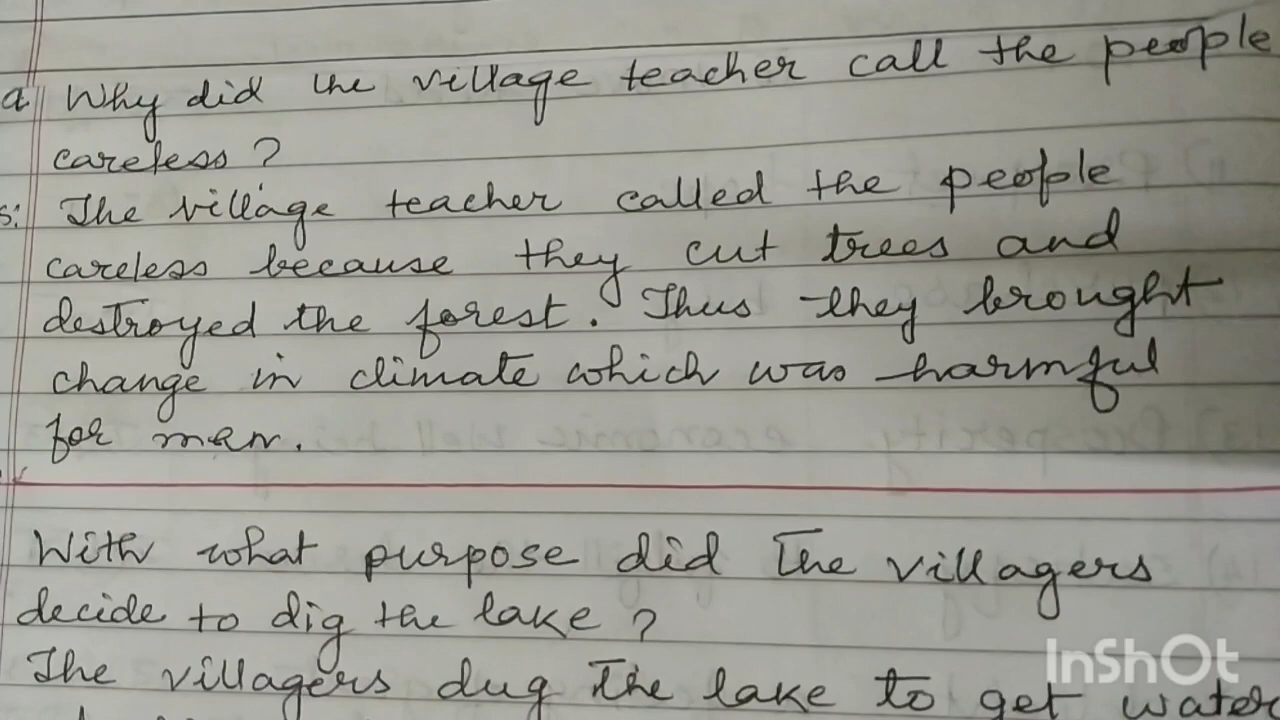 a Why did the village teacher call the people
careless ?
s: The village teacher called the people
careless because they cut trees and
destroyed the forest. Thus they brought
change in climate which was harmful
for man.
With what purpose did the villagers
decide to dig the lake ?
The villagers dug the lake to get water
InShOt